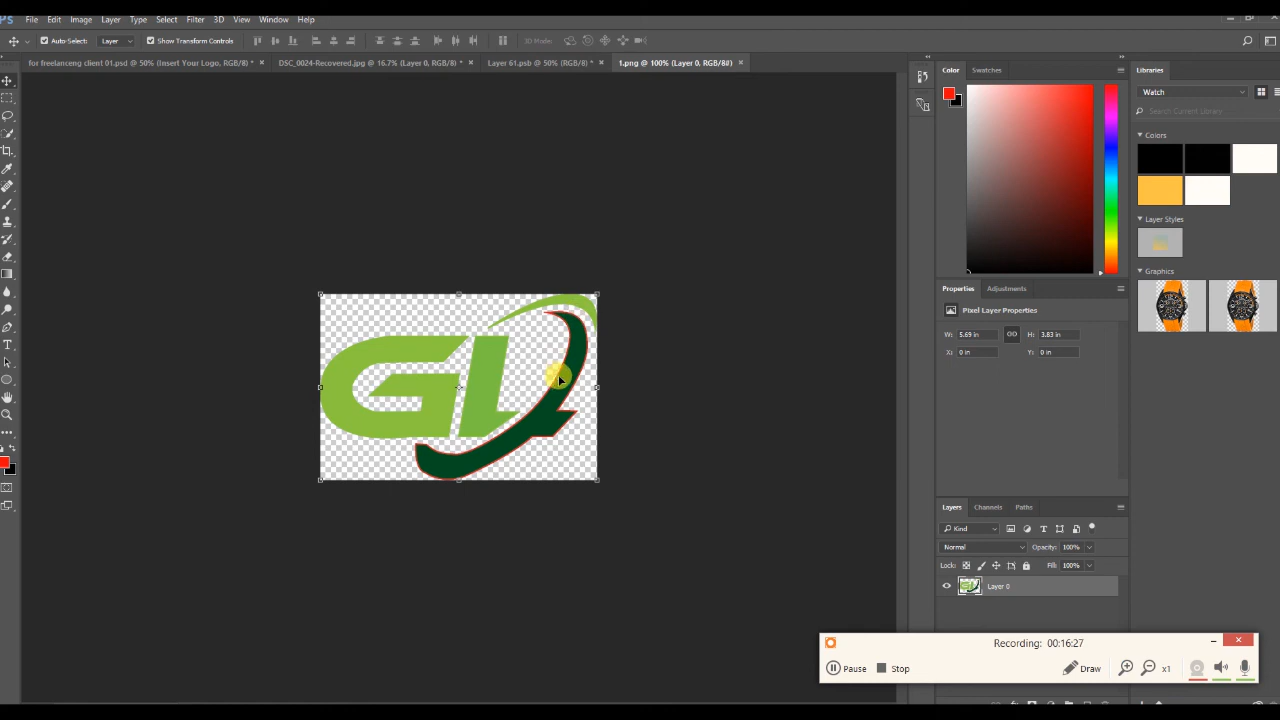 PS File Edit Image Layer Type Select Filter 3D View Window Help
Auto-Select: Layer Show Transform Controls 3D Mode:
for freelanceng client 01.psd @ 50% (Insert Your Logo, RGB/8) * × DSC_0024-Recovered.jpg @ 16.7% (Layer 0, RGB/8) * × Layer 61.psb @ 50% (RGB/8) * × 1.png @ 100% (Layer 0, RGB/8#) ×
Color Swatches
Libraries
Watch
Search Current Library
Colors
Layer Styles
Graphics
Properties Adjustments
Pixel Layer Properties
W: 5.69 in H: 3.83 in
X: 0 in Y: 0 in
GL
Layers Channels Paths
Kind
Normal Opacity: 100%
Lock: Fill: 100%
Layer 0
Recording: 00:16:27
Pause Stop Draw x1